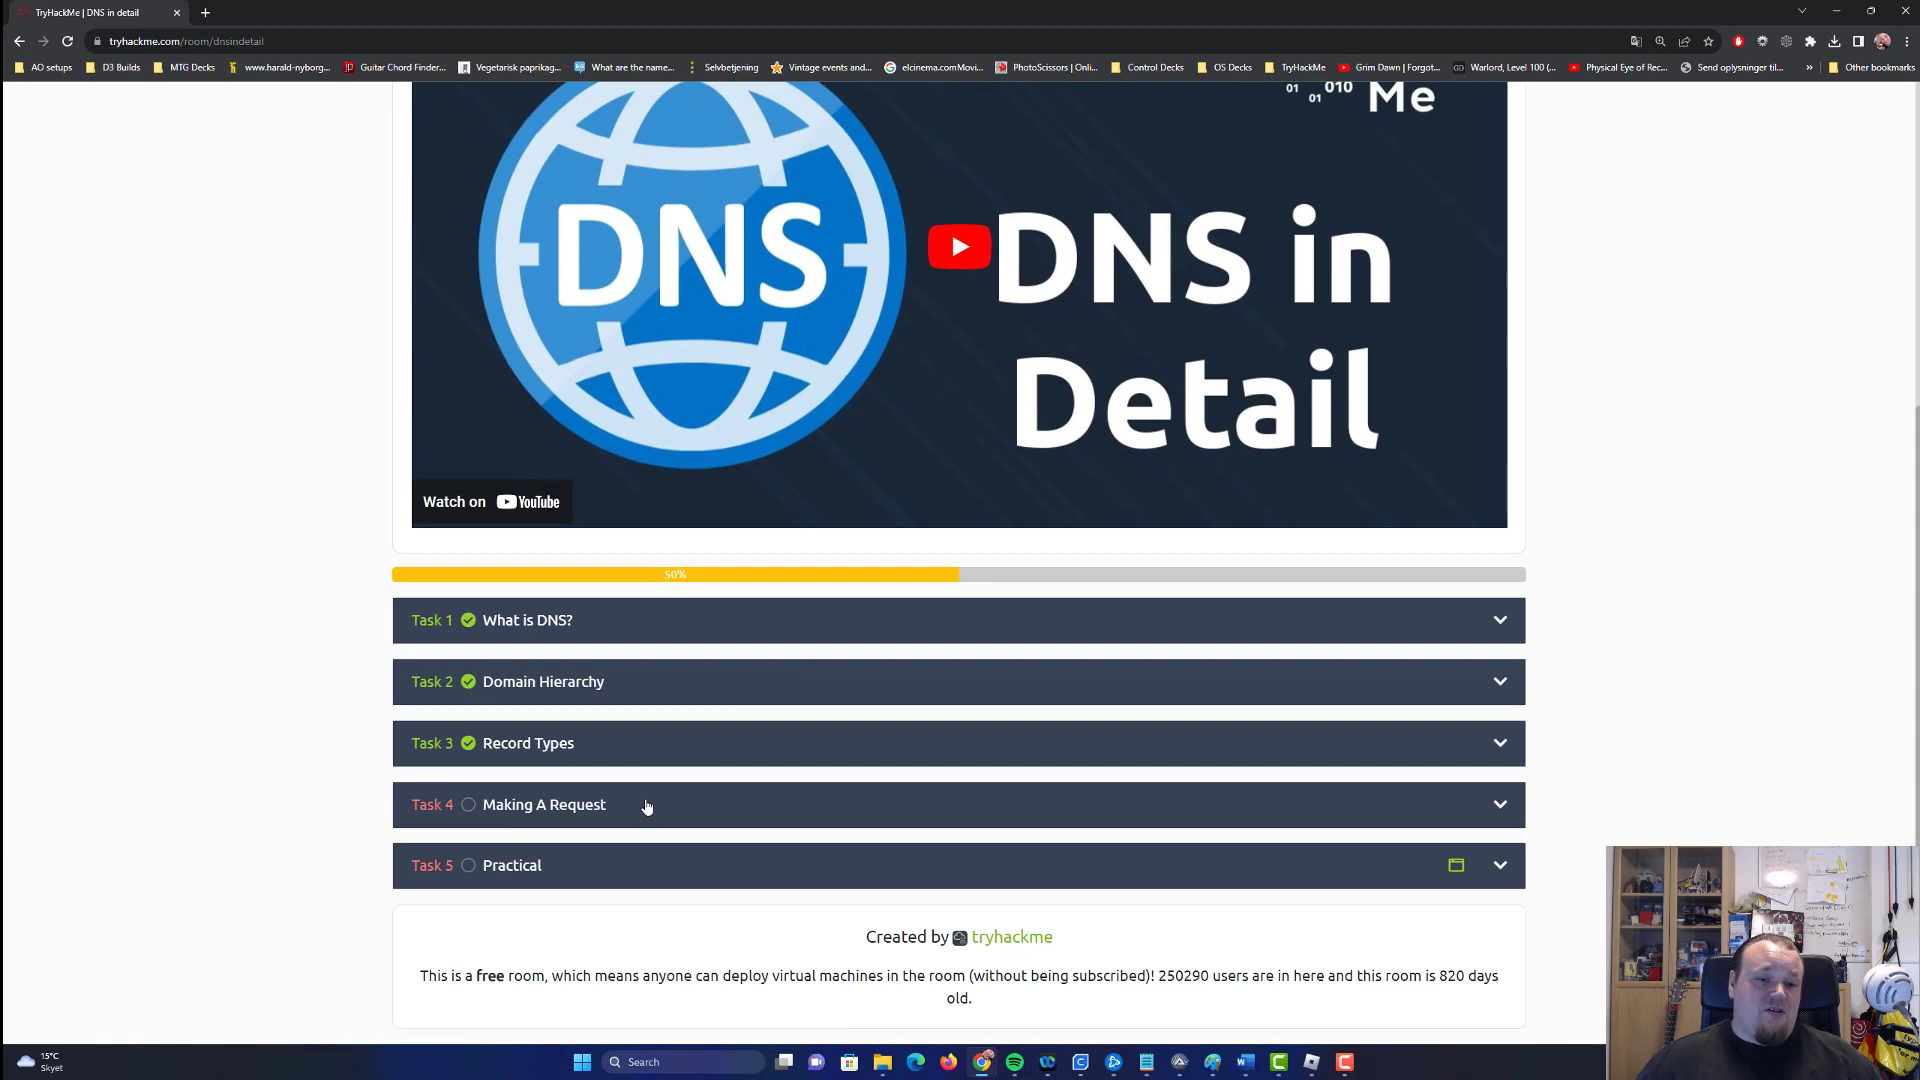 TryHackMe | DNS in detail
tryhackme.com/room/dnsindetail
AO setups
D3 Builds
MTG Decks
www.harald-nyborg...
Guitar Chord Finder...
Vegetarisk paprikag...
What are the name...
Selvbetjening
Vintage events and...
elcinema.comMovi...
PhotoScissors | Onli...
Control Decks
OS Decks
TryHackMe
Grim Dawn | Forgot...
Warlord, Level 100 (...
Physical Eye of Rec...
Send oplysninger til...
»
Other bookmarks
01 010
01
Me
DNS
DNS in
Detail
Watch on YouTube
50%
Task 1 What is DNS?
Task 2 Domain Hierarchy
Task 3 Record Types
Task 4 Making A Request
Task 5 Practical
Created by tryhackme
This is a free room, which means anyone can deploy virtual machines in the room (without being subscribed)! 250290 users are in here and this room is 820 days
old.
15°C
Skyet
Search